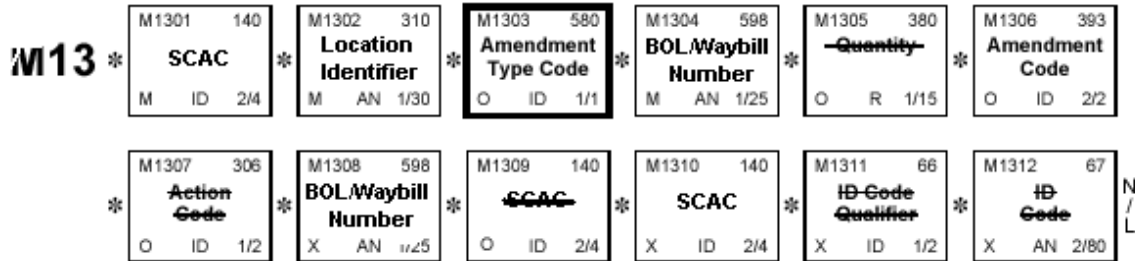 M13 * M1301 140 SCAC M ID 2/4
* M1302 310 Location Identifier M AN 1/30
* M1303 580 Amendment Type Code O ID 1/1
* M1304 598 BOL/Waybill Number M AN 1/25
* M1305 380 Quantity O R 1/15
* M1306 393 Amendment Code O ID 2/2
* M1307 306 Action Code O ID 1/2
* M1308 598 BOL/Waybill Number X AN 1/25
* M1309 140 SCAC O ID 2/4
* M1310 140 SCAC X ID 2/4
* M1311 66 ID Code Qualifier X ID 1/2
* M1312 67 ID Code X AN 2/80
N
/
L